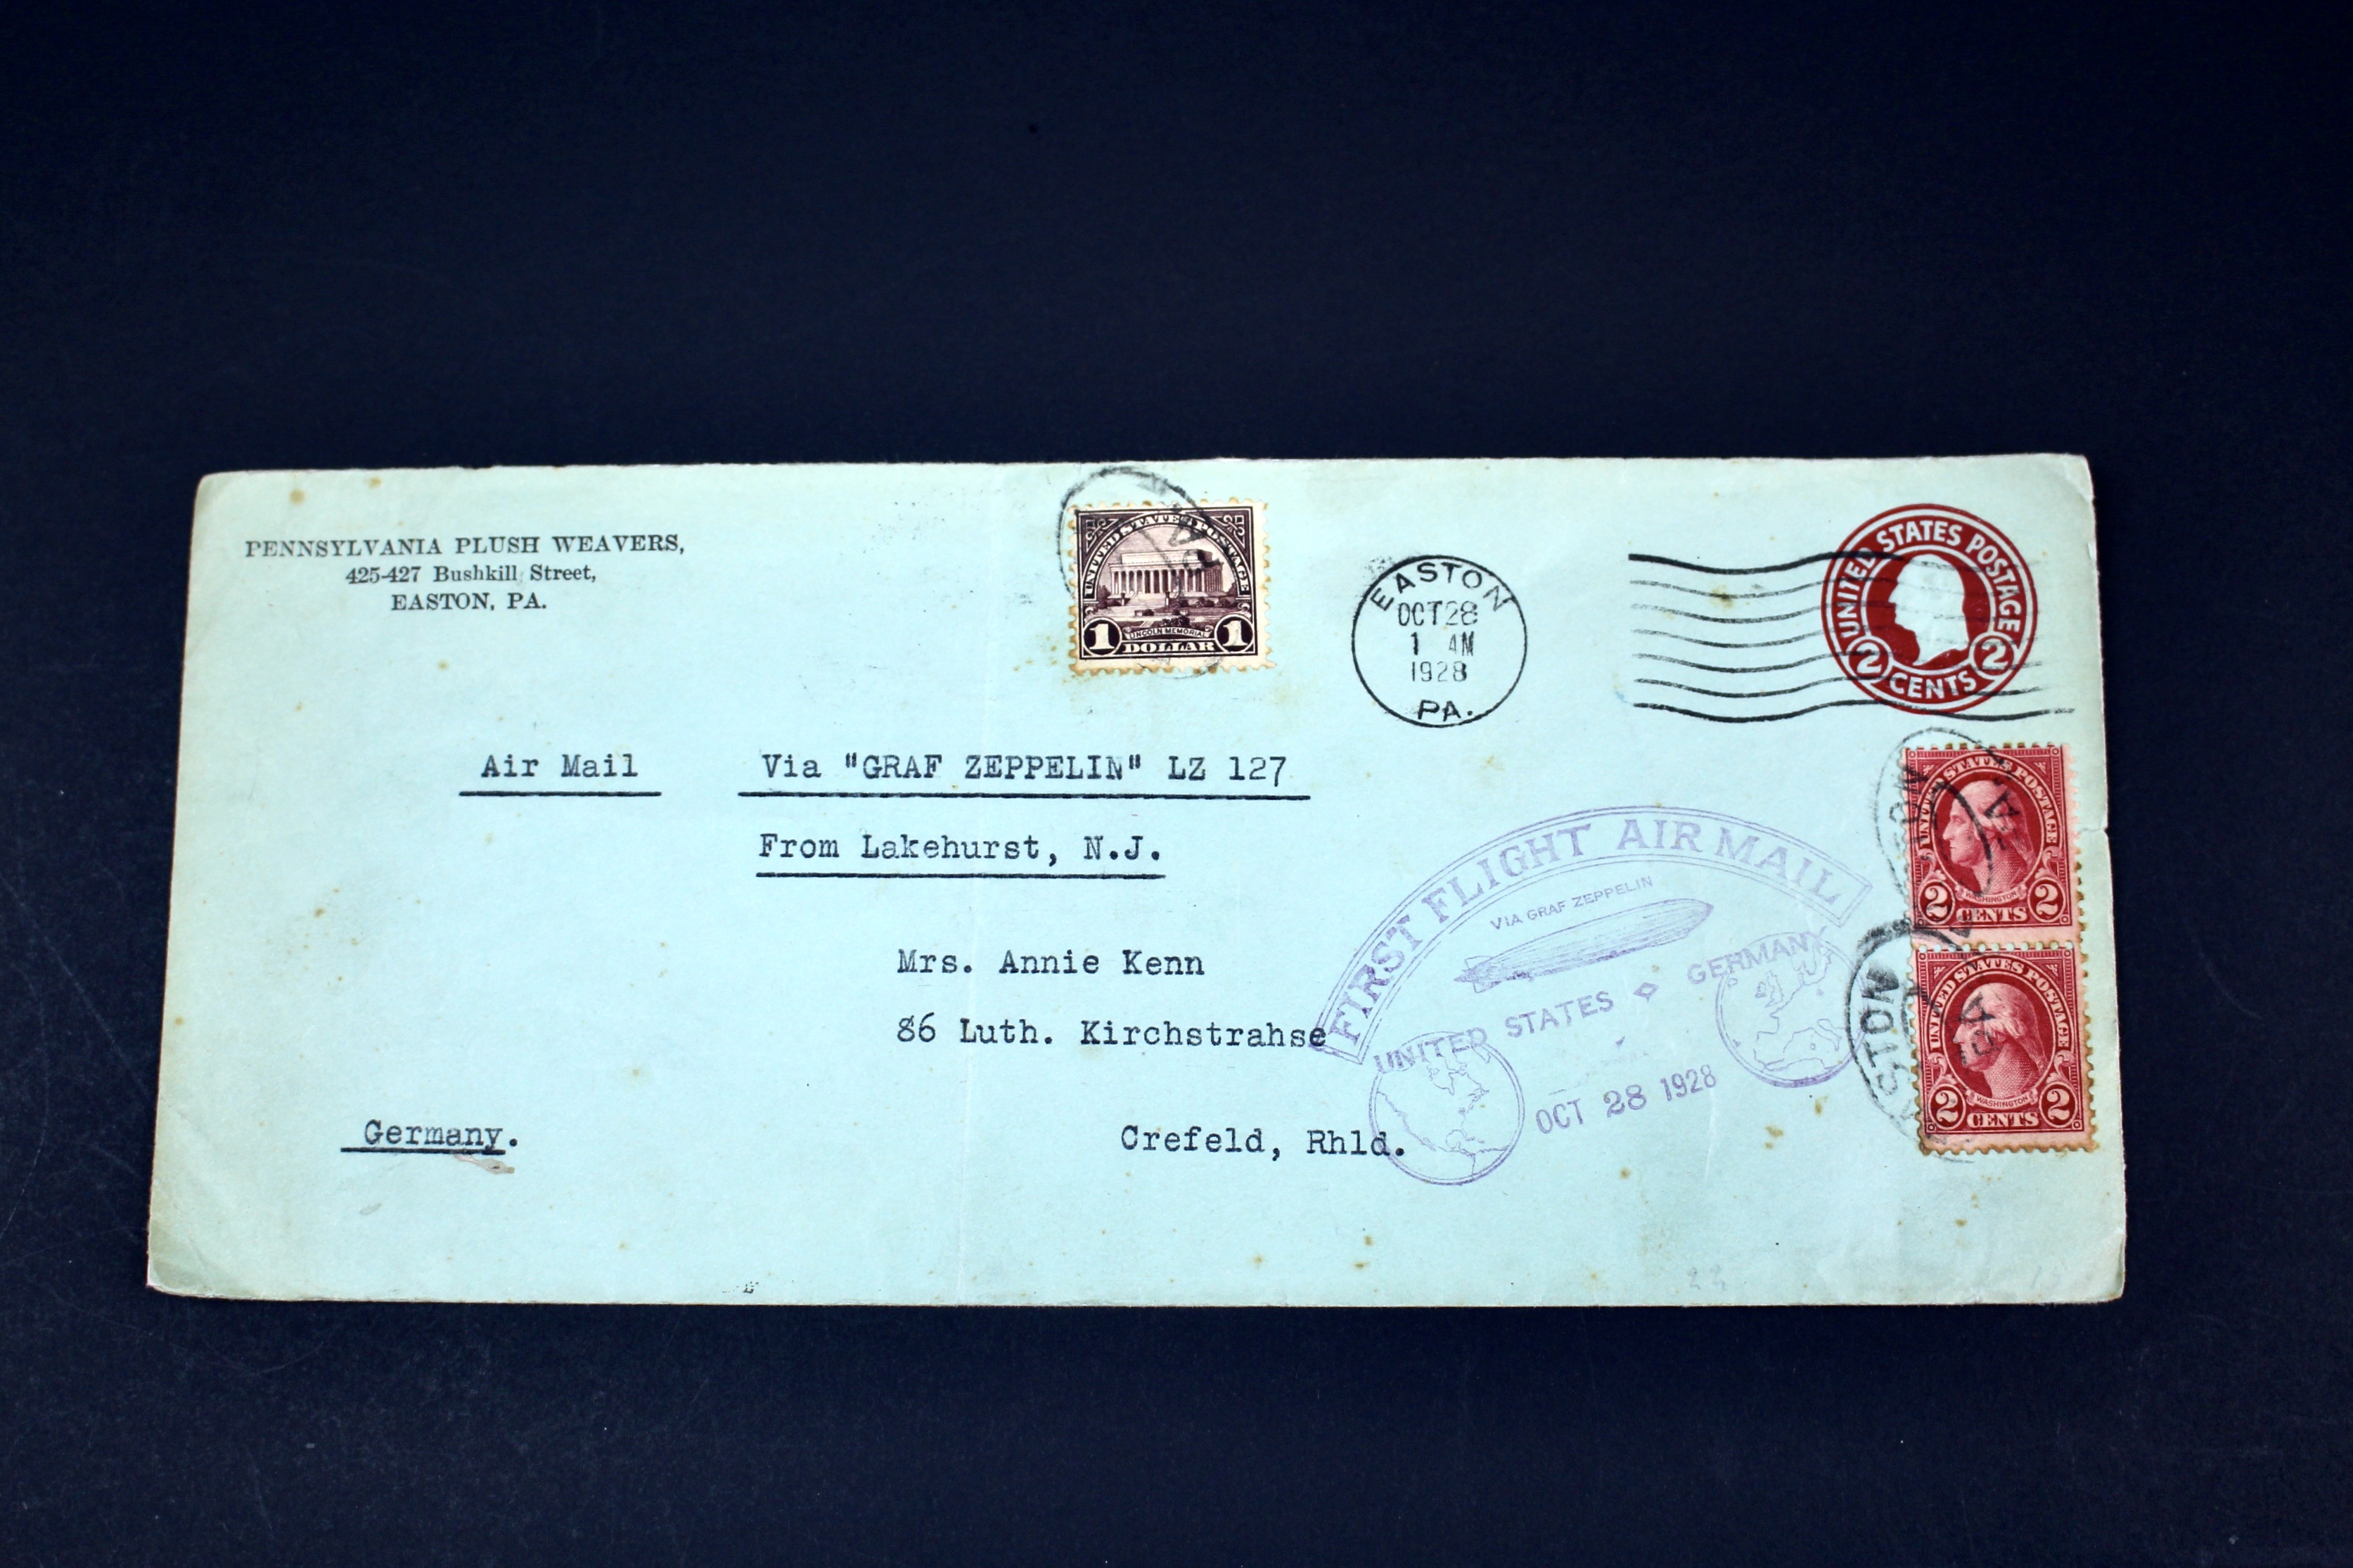 PENNSYLVANIA PLUSH WEAVERS,
425-427 Bushkill Street,
EASTON, PA.
UNITED STATES POSTAGE
1 LINCOLN MEMORIAL 1
DOLLAR
EASTON
OCT 28
1 AM
1928
PA.
UNITED STATES POSTAGE
2 CENTS 2
Air Mail Via "GRAF ZEPPELIN" LZ 127
From Lakehurst, N.J.
Mrs. Annie Kenn
86 Luth. Kirchstrahse
Crefeld, Rhld.
Germany.
FIRST FLIGHT AIR MAIL
VIA GRAF ZEPPELIN
UNITED STATES GERMANY
OCT 28 1928
UNITED STATES POSTAGE
WASHINGTON
2 CENTS 2
PA.
UNITED STATES POSTAGE
WASHINGTON
2 CENTS 2
EASTON
PA.